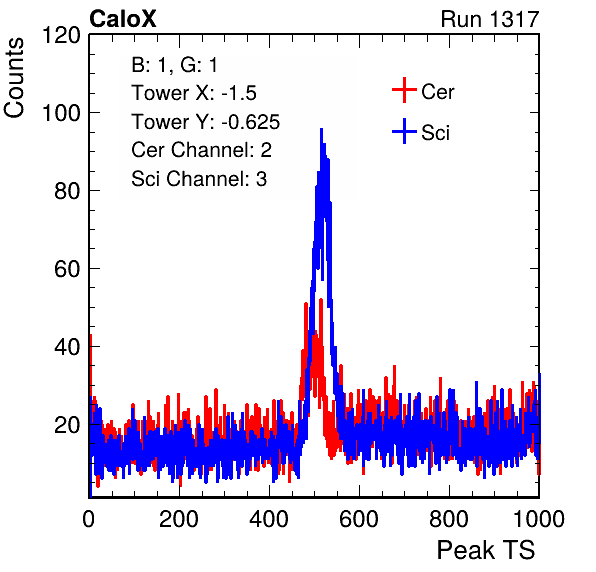 CaloX Run 1317
Counts
120
100
80
60
40
20
B: 1, G: 1
Tower X: -1.5
Tower Y: -0.625
Cer Channel: 2
Sci Channel: 3
Cer
Sci
0 200 400 600 800 1000
Peak TS